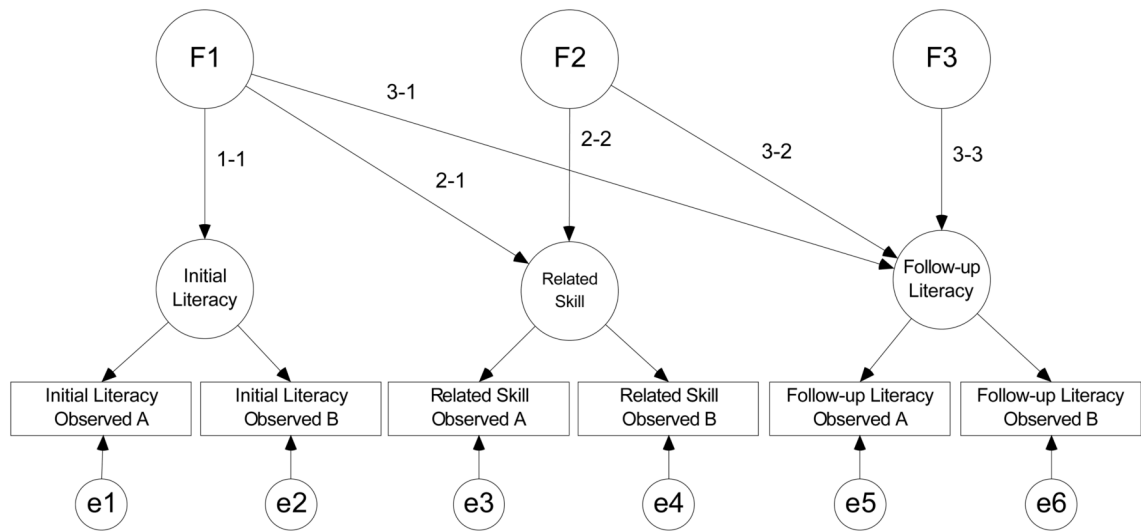 F1
F2
F3
3-1
2-2
1-1
3-2
3-3
2-1
Initial
Literacy
Related
Skill
Follow-up
Literacy
Initial Literacy
Observed A
Initial Literacy
Observed B
Related Skill
Observed A
Related Skill
Observed B
Follow-up Literacy
Observed A
Follow-up Literacy
Observed B
e1
e2
e3
e4
e5
e6